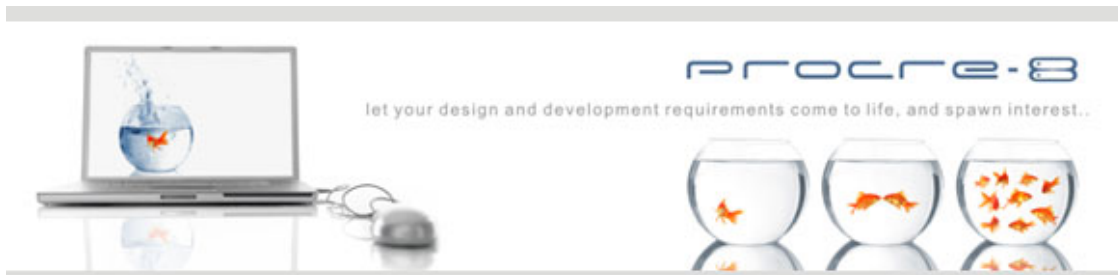 procre-8
let your design and development requirements come to life, and spawn interest..